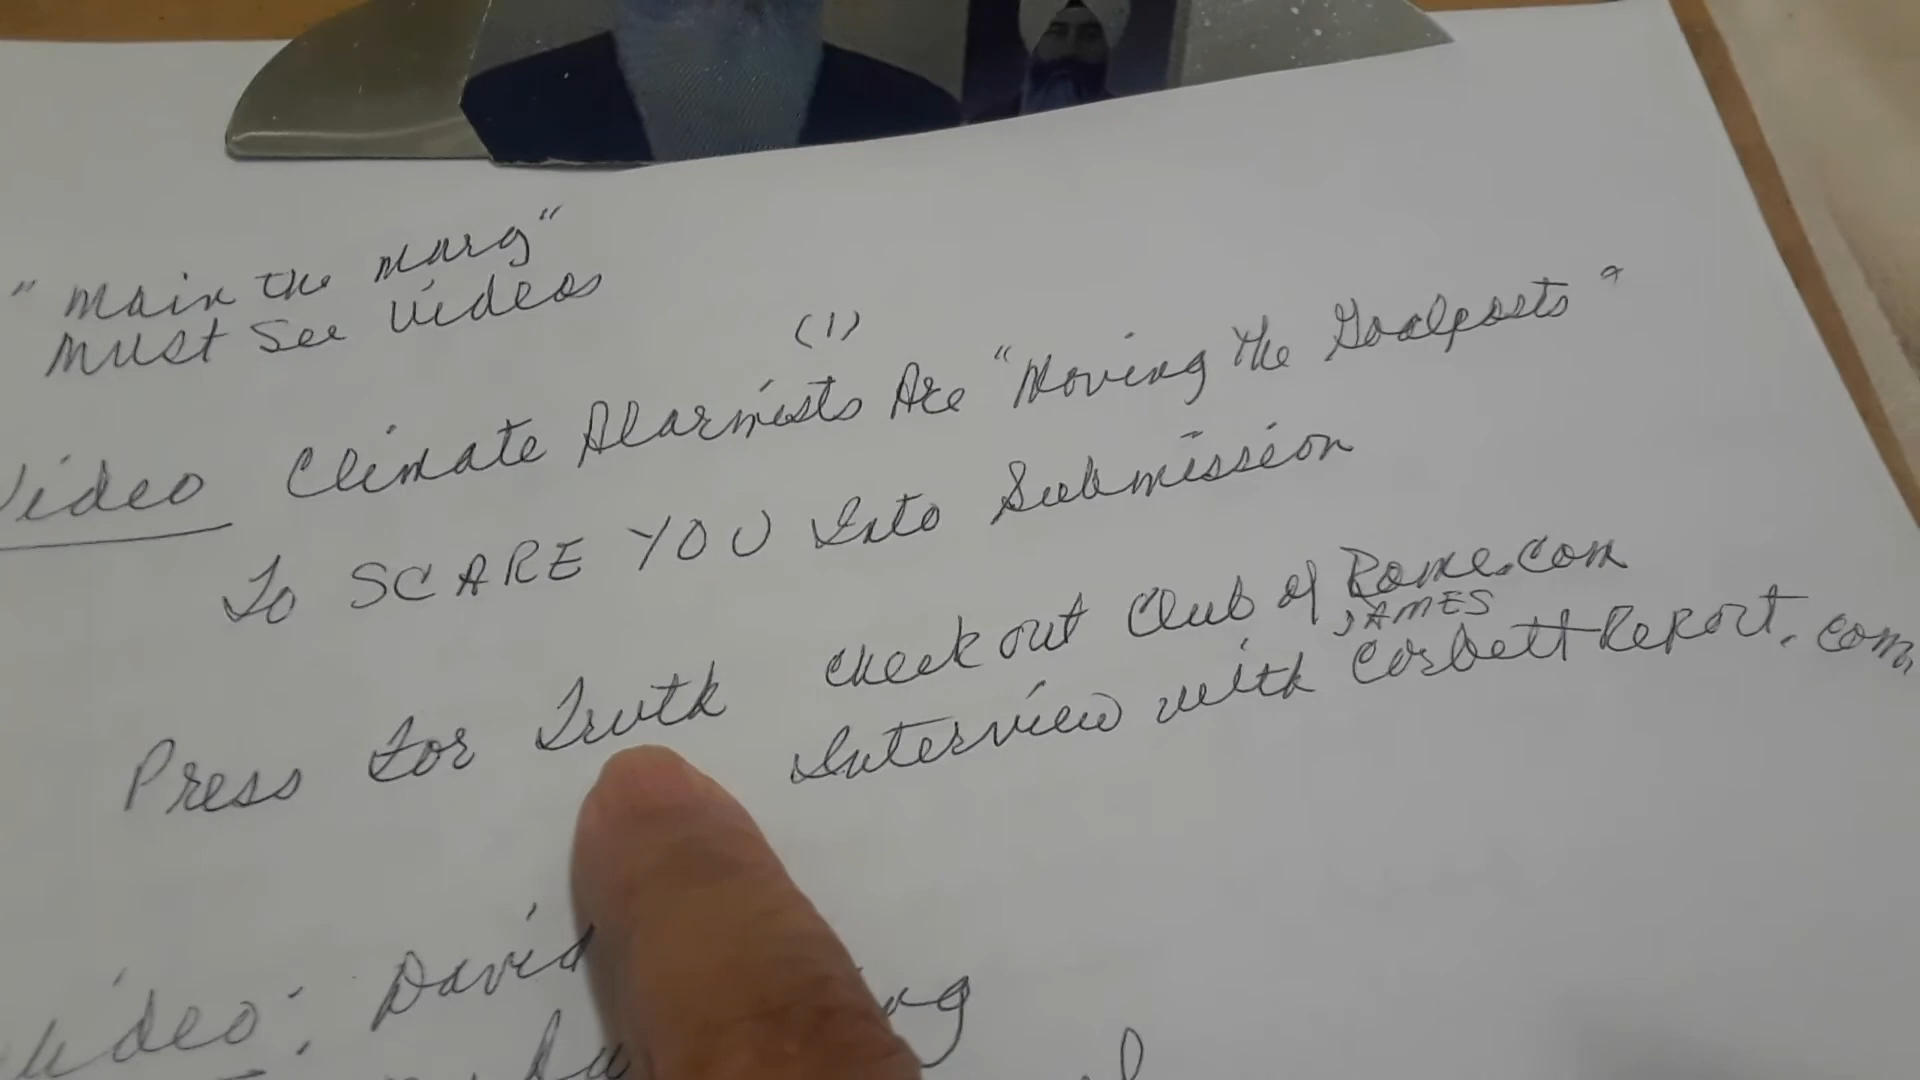 "Main the Marg"
Must See Videos
(1)
Video Climate Alarmists Are "Moving The Goalposts"
To SCARE YOU Into Submission
Press For Truth check out Club of Rome.com
Interview with JAMES CorbettReport.com,
Video: David